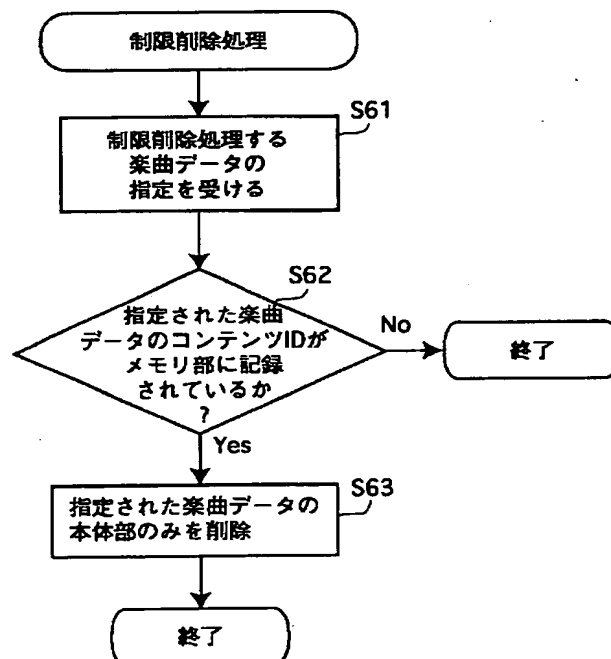 制限削除処理
S61
制限削除処理する
楽曲データの
指定を受ける
S62
指定された楽曲
データのコンテンツIDが
メモリ部に記録
されているか
?
No
終了
Yes
S63
指定された楽曲データの
本体部のみを削除
終了